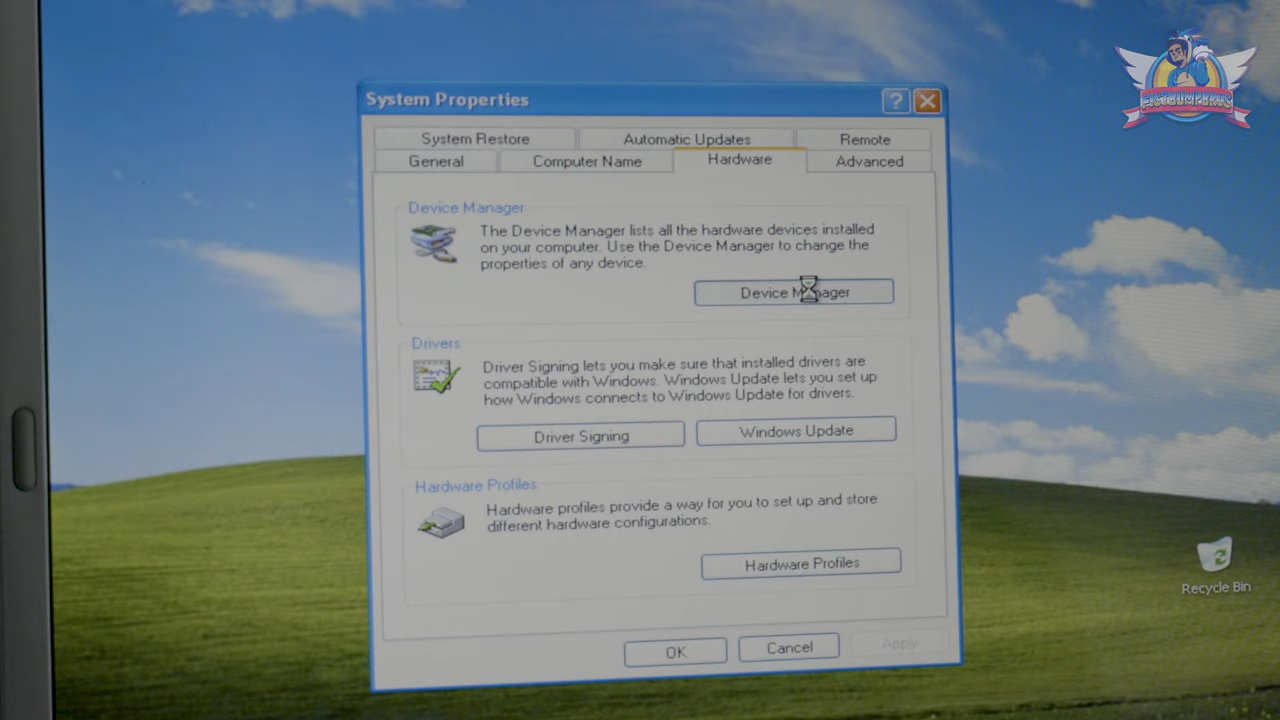 FISTBUMPBROS
System Properties
System Restore
Automatic Updates
Remote
General
Computer Name
Hardware
Advanced
Device Manager
The Device Manager lists all the hardware devices installed
on your computer. Use the Device Manager to change the
properties of any device.
Device Manager
Drivers
Driver Signing lets you make sure that installed drivers are
compatible with Windows. Windows Update lets you set up
how Windows connects to Windows Update for drivers.
Driver Signing
Windows Update
Hardware Profiles
Hardware profiles provide a way for you to set up and store
different hardware configurations.
Hardware Profiles
Recycle Bin
OK
Cancel
Apply